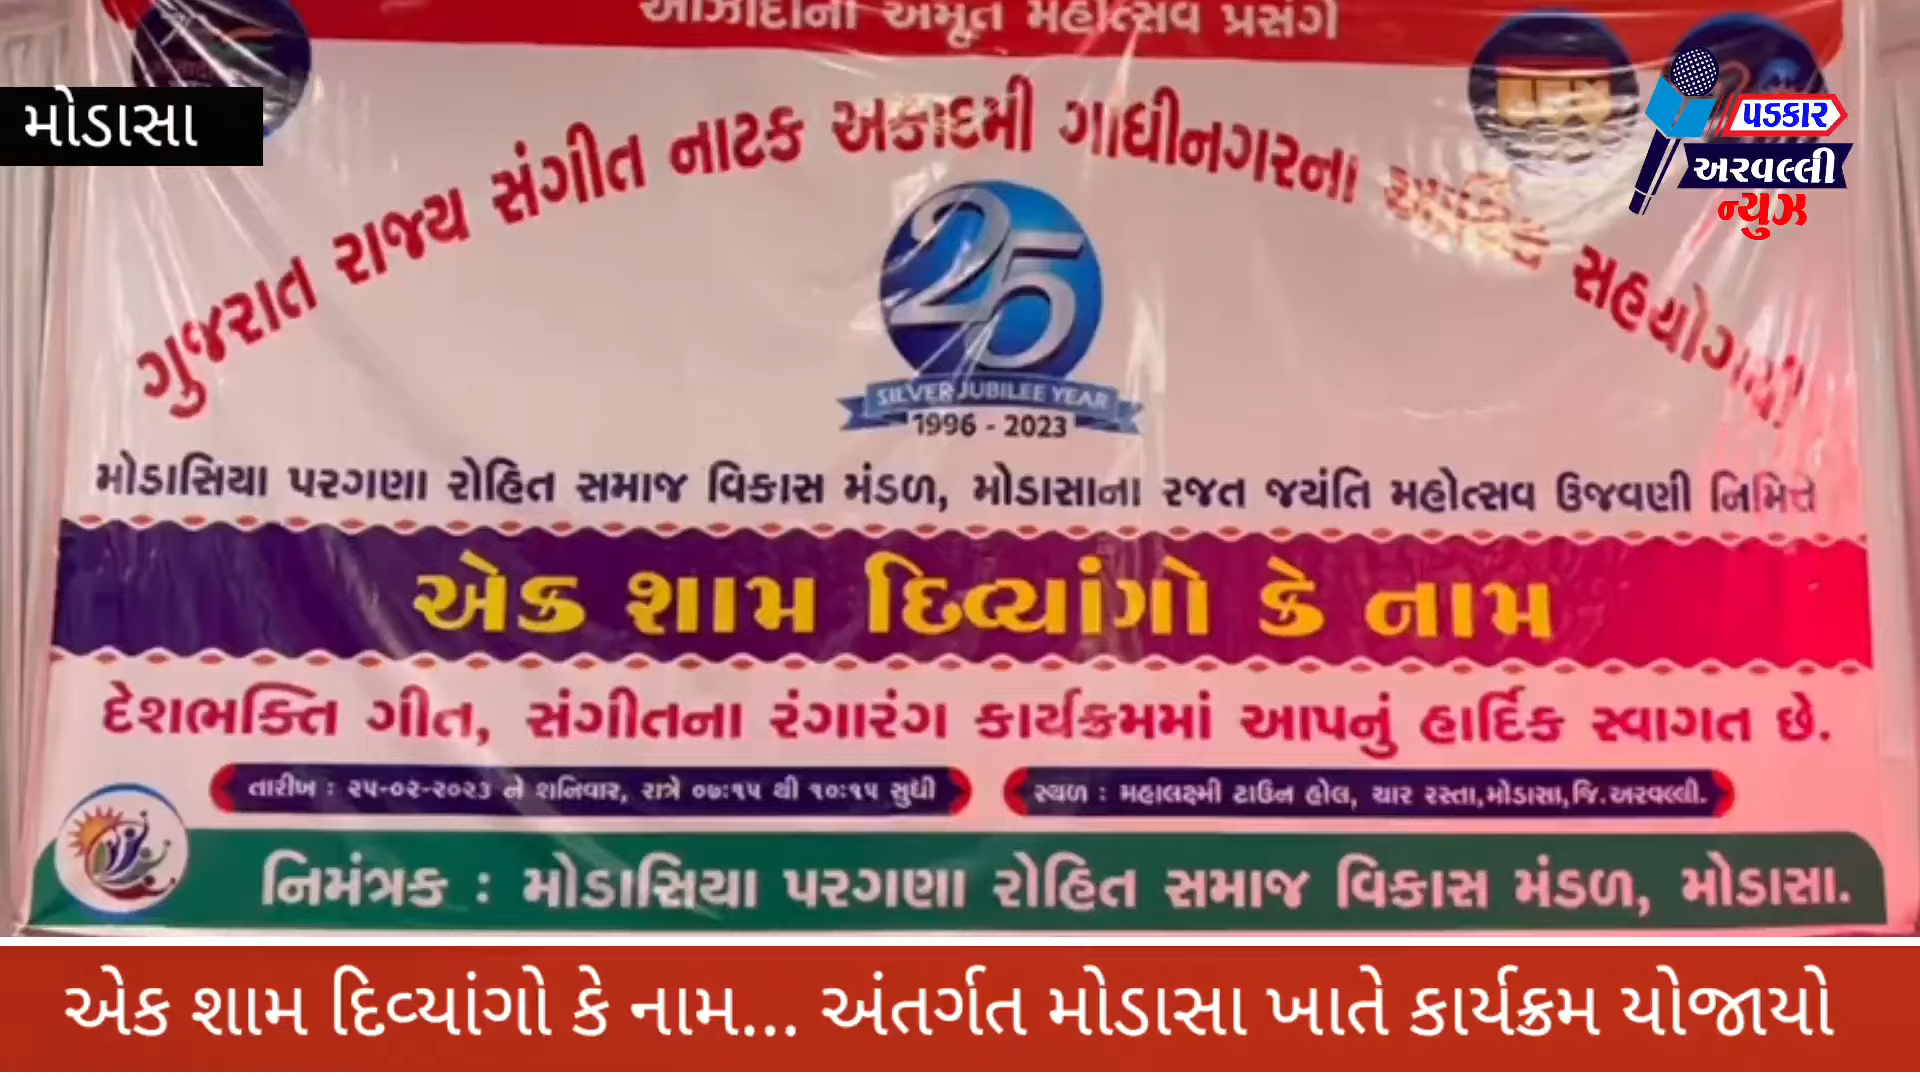 આઝાદીના અમૃત મહોત્સવ પ્રસંગે
મોડાસા
પડકાર
અરવલ્લી
ન્યુઝ
ગુજરાત રાજ્ય સંગીત નાટક અકાદમી ગાંધીનગરના આર્થિક સહયોગથી
25
SILVER JUBILEE YEAR
1996 - 2023
મોડાસિયા પરગણા રોહિત સમાજ વિકાસ મંડળ, મોડાસાના રજત જયંતિ મહોત્સવ ઉજવણી નિમિત્તે
એક શામ દિવ્યાંગો કે નામ
દેશભક્તિ ગીત, સંગીતના રંગારંગ કાર્યક્રમમાં આપનું હાર્દિક સ્વાગત છે.
તારીખ : ૨૫-૦૨-૨૦૨૩ ને શનિવાર, રાત્રે ૦૭:૧૫ થી ૧૦:૧૫ સુધી
સ્થળ : મહાલક્ષ્મી ટાઉન હોલ, ચાર રસ્તા,મોડાસા,જિ.અરવલ્લી.
નિમંત્રક : મોડાસિયા પરગણા રોહિત સમાજ વિકાસ મંડળ, મોડાસા.
એક શામ દિવ્યાંગો કે નામ... અંતર્ગત મોડાસા ખાતે કાર્યક્રમ યોજાયો